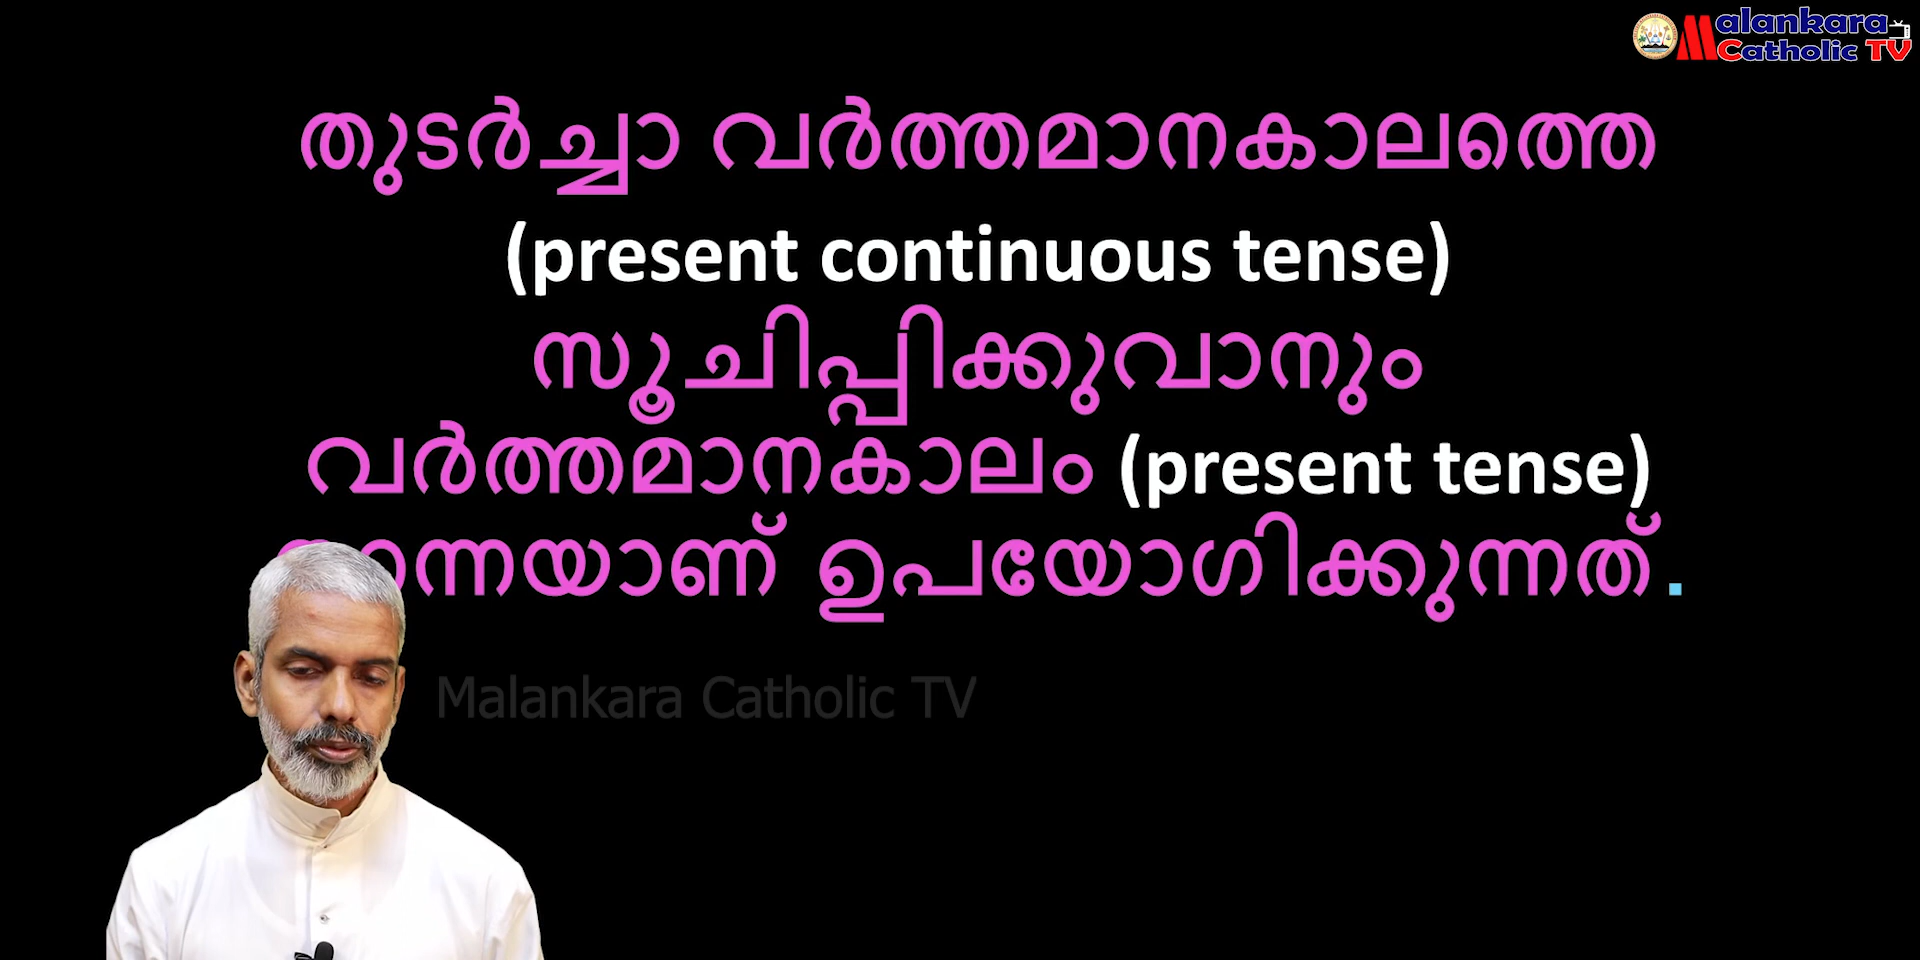 Malankara
Catholic TV
തുടർച്ചാ വർത്തമാനകാലത്തെ
(present continuous tense)
സൂചിപ്പിക്കുവാനും
വർത്തമാനകാലം (present tense)
ഉപയോഗിക്കുന്നത്.
Malankara Catholic TV